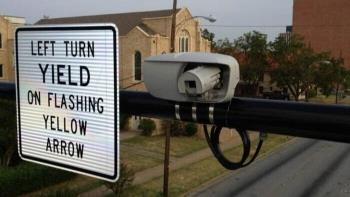 LEFT TURN
YIELD
ON FLASHING
YELLOW
ARROW